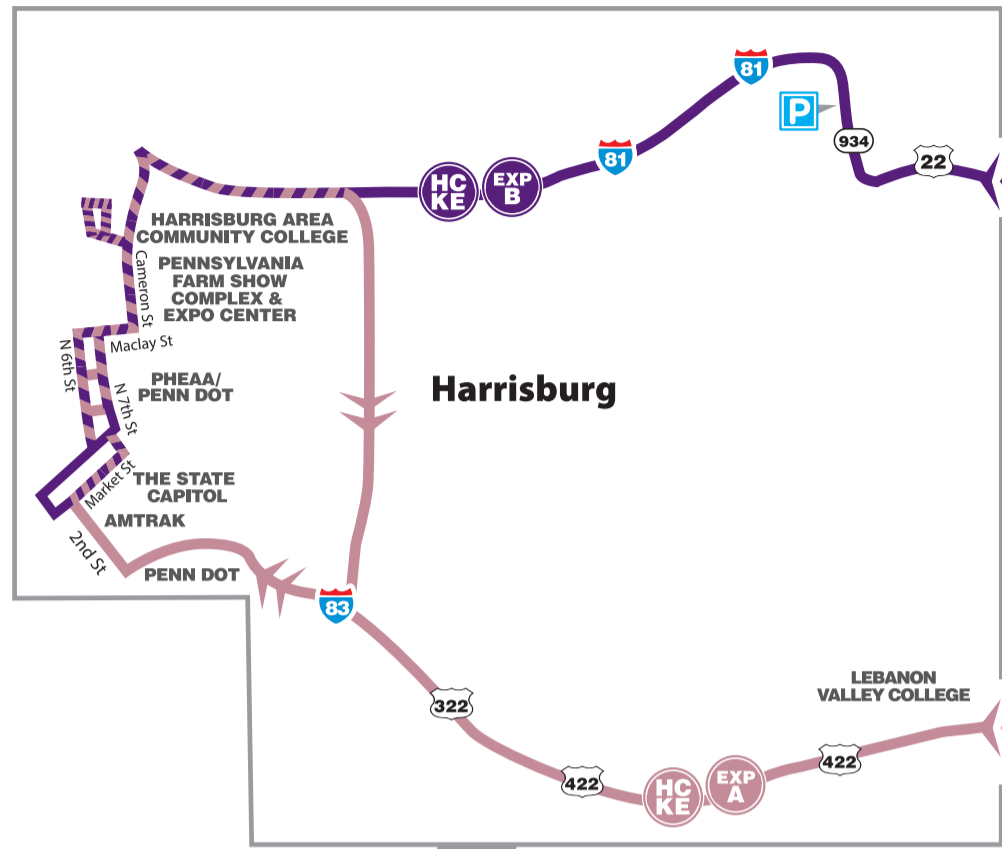 81
P
934
22
81
HC
KE
EXP
B
HARRISBURG AREA
COMMUNITY COLLEGE
Cameron St
PENNSYLVANIA
FARM SHOW
COMPLEX &
EXPO CENTER
Maclay St
N 6th St
N 7th St
PHEAA/
PENN DOT
Harrisburg
Market St
THE STATE
CAPITOL
AMTRAK
2nd St
PENN DOT
83
322
LEBANON
VALLEY COLLEGE
422
HC
KE
EXP
A
422